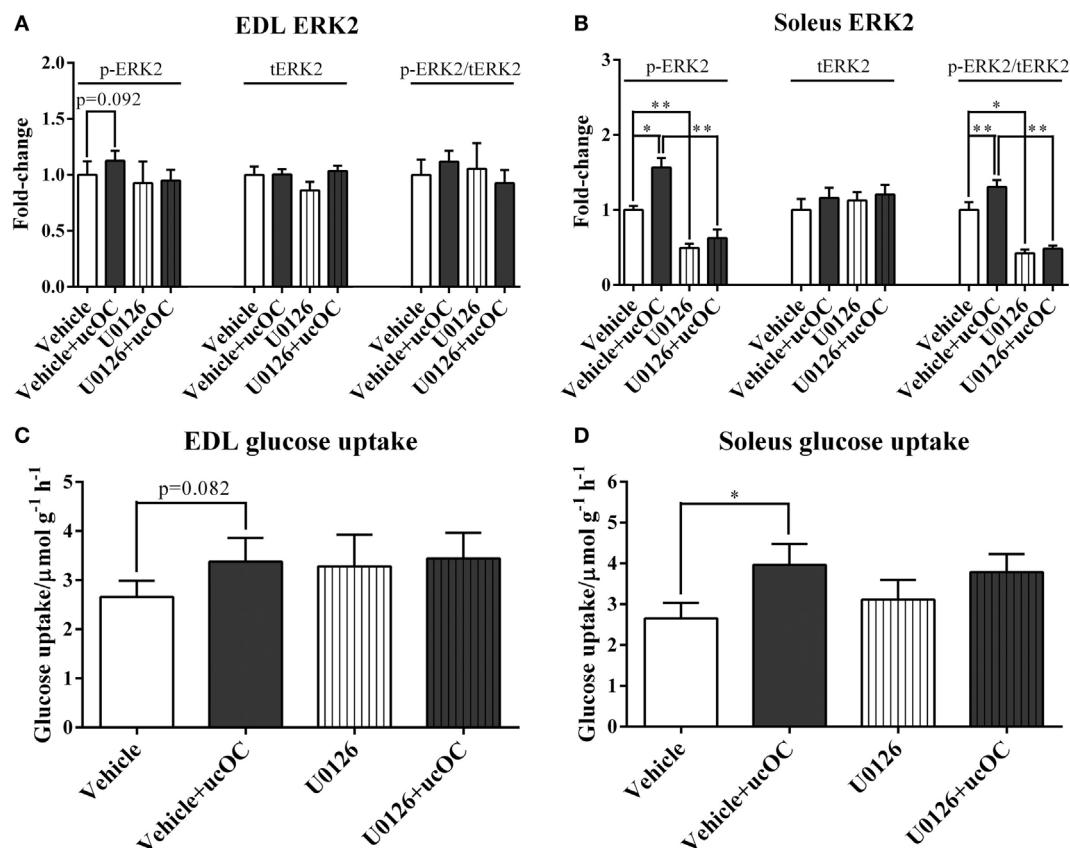 A
EDL ERK2
Fold-change
2.0
1.5
1.0
0.5
0.0
p-ERK2
tERK2
p-ERK2/tERK2
p=0.092
Vehicle
Vehicle+ucOC
U0126
U0126+ucOC
Vehicle
Vehicle+ucOC
U0126
U0126+ucOC
Vehicle
Vehicle+ucOC
U0126
U0126+ucOC
B
Soleus ERK2
Fold-change
3
2
1
0
p-ERK2
tERK2
p-ERK2/tERK2
**
*
**
*
**
**
Vehicle
Vehicle+ucOC
U0126
U0126+ucOC
Vehicle
Vehicle+ucOC
U0126
U0126+ucOC
Vehicle
Vehicle+ucOC
U0126
U0126+ucOC
C
EDL glucose uptake
Glucose uptake/μmol g⁻¹ h⁻¹
5
4
3
2
1
0
p=0.082
Vehicle
Vehicle+ucOC
U0126
U0126+ucOC
D
Soleus glucose uptake
Glucose uptake/μmol g⁻¹ h⁻¹
6
5
4
3
2
1
0
*
Vehicle
Vehicle+ucOC
U0126
U0126+ucOC